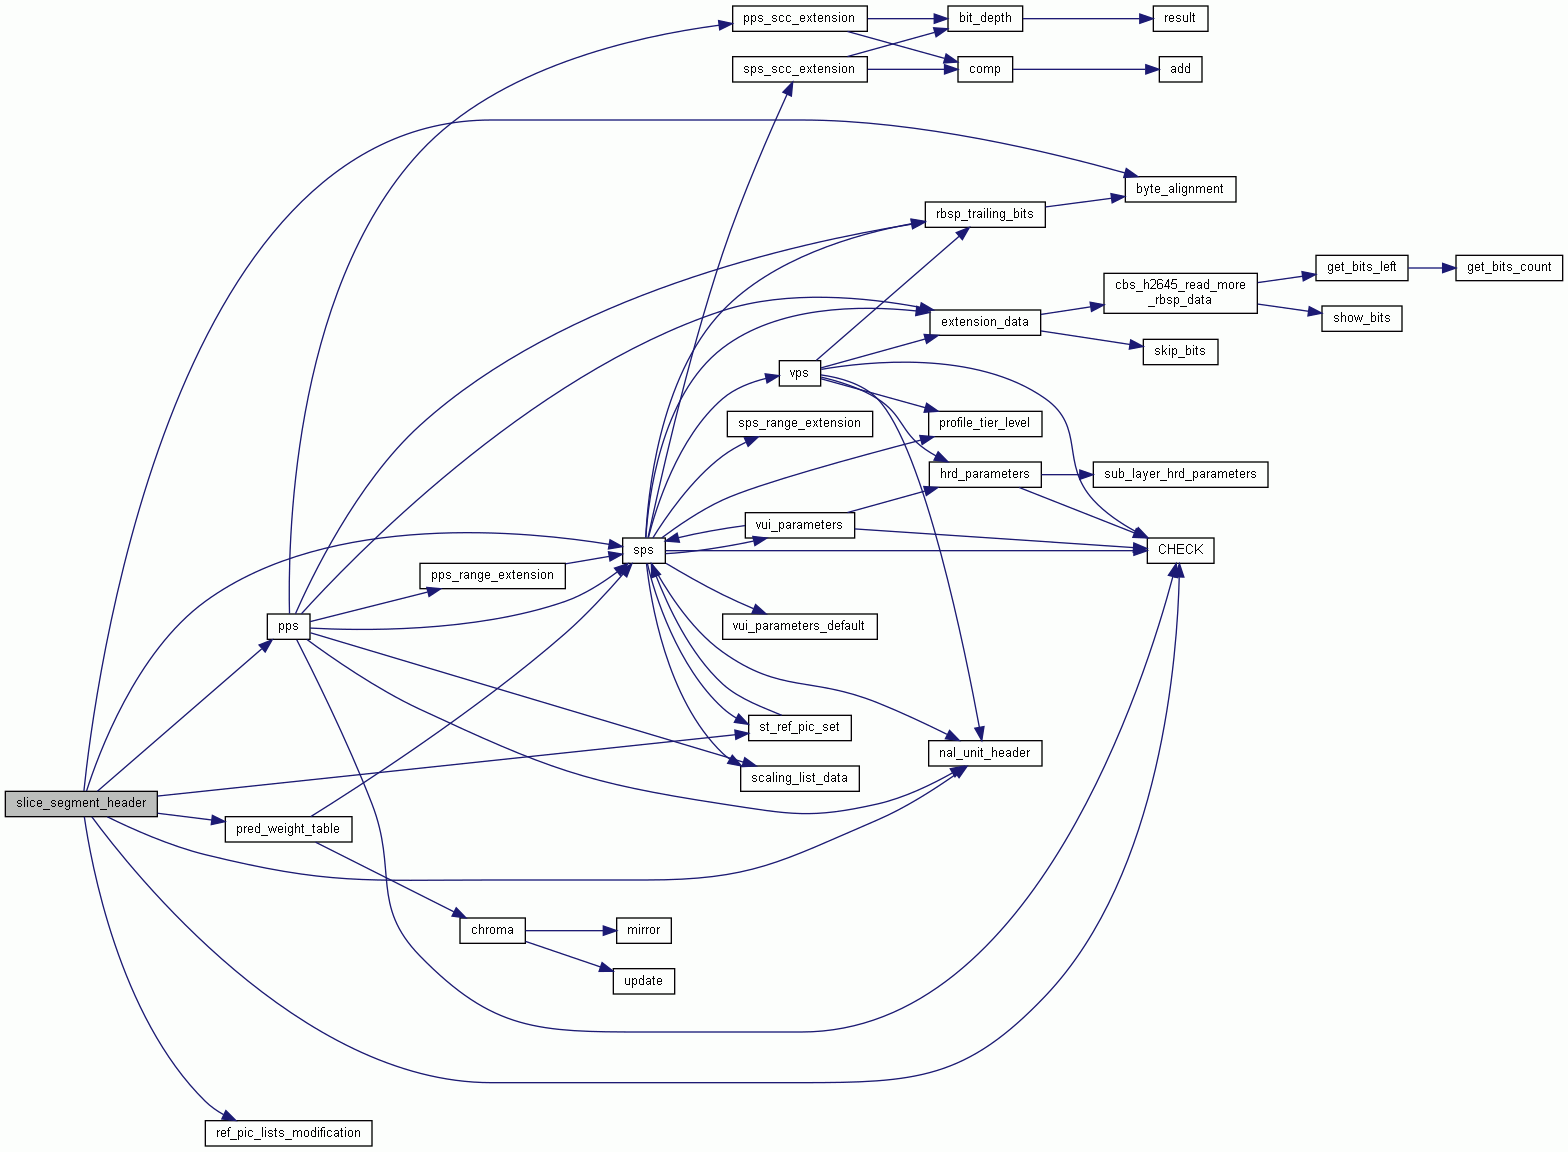 pps_scc_extension
bit_depth
result
sps_scc_extension
comp
add
byte_alignment
rbsp_trailing_bits
get_bits_left
get_bits_count
cbs_h2645_read_more
_rbsp_data
extension_data
show_bits
skip_bits
vps
sps_range_extension
profile_tier_level
hrd_parameters
sub_layer_hrd_parameters
vui_parameters
sps
CHECK
pps_range_extension
pps
vui_parameters_default
st_ref_pic_set
nal_unit_header
scaling_list_data
slice_segment_header
pred_weight_table
chroma
mirror
update
ref_pic_lists_modification